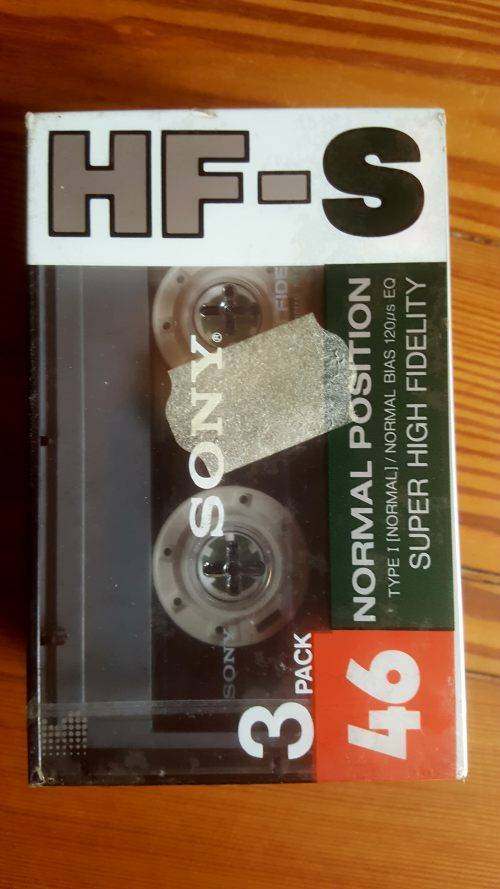 HF-S
SONY®
NORMAL POSITION
TYPE I [NORMAL] / NORMAL BIAS 120µs EQ
SUPER HIGH FIDELITY
3 PACK
46
SONY